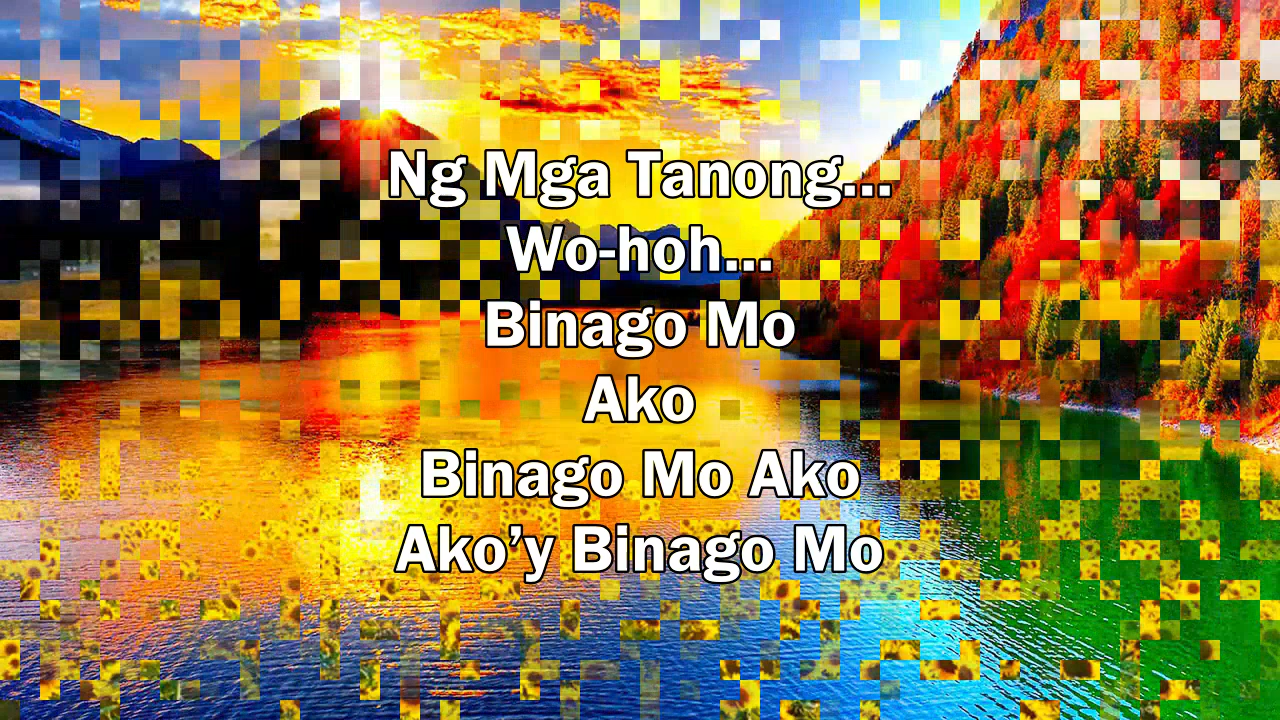 Ng Mga Tanong...
Wo-hoh...
Binago Mo
Ako
Binago Mo Ako
Ako’y Binago Mo